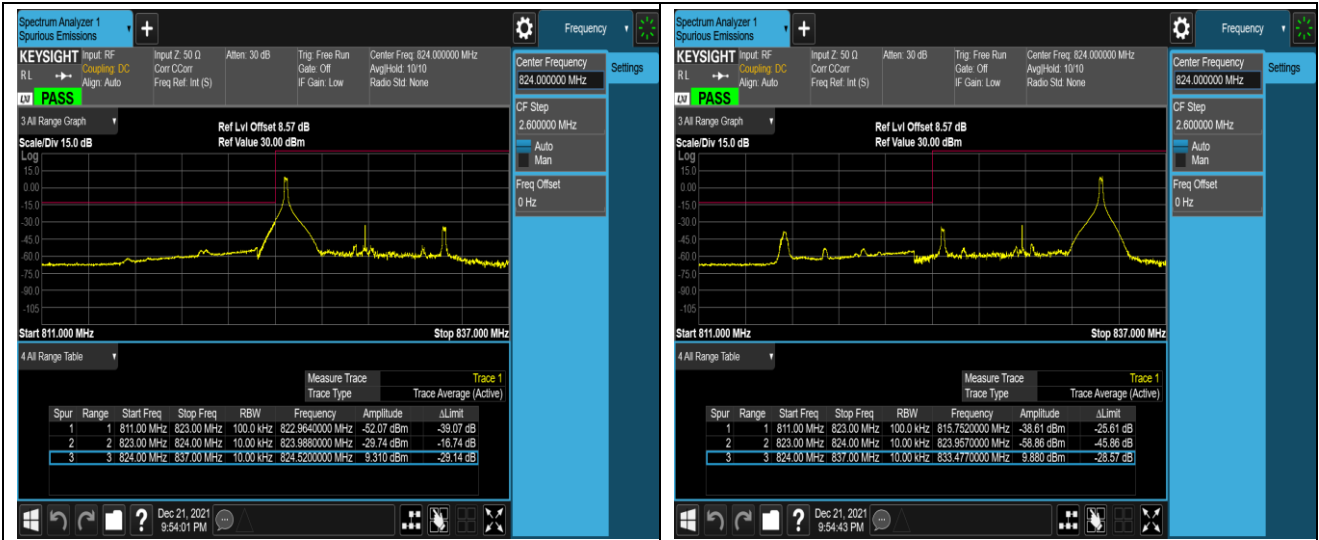 Spectrum Analyzer 1
Spurious Emissions
Frequency
KEYSIGHT Input: RF Input Z: 50 Ω Atten: 30 dB Trig: Free Run Center Freq: 824.000000 MHz
RL Coupling: DC Corr CCorr Gate: Off Avg|Hold: 10/10
Align: Auto Freq Ref: Int (S) IF Gain: Low Radio Std: None
LXI PASS
Center Frequency
824.000000 MHz
Settings
CF Step
2.600000 MHz
Auto
Man
Freq Offset
0 Hz
3 All Range Graph
Ref Lvl Offset 8.57 dB
Scale/Div 15.0 dB Ref Value 30.00 dBm
Log
15.0
0.00
-15.0
-30.0
-45.0
-60.0
-75.0
-90.0
-105
Start 811.000 MHz Stop 837.000 MHz
4 All Range Table
Measure Trace Trace 1
Trace Type Trace Average (Active)
Spur Range Start Freq Stop Freq RBW Frequency Amplitude ΔLimit
1 1 811.00 MHz 823.00 MHz 100.0 kHz 822.9640000 MHz -52.07 dBm -39.07 dB
2 2 823.00 MHz 824.00 MHz 10.00 kHz 823.9880000 MHz -29.74 dBm -16.74 dB
3 3 824.00 MHz 837.00 MHz 10.00 kHz 824.5200000 MHz 9.310 dBm -29.14 dB
?
Dec 21, 2021
9:54:01 PM
Spectrum Analyzer 1
Spurious Emissions
Frequency
KEYSIGHT Input: RF Input Z: 50 Ω Atten: 30 dB Trig: Free Run Center Freq: 824.000000 MHz
RL Coupling: DC Corr CCorr Gate: Off Avg|Hold: 10/10
Align: Auto Freq Ref: Int (S) IF Gain: Low Radio Std: None
LXI PASS
Center Frequency
824.000000 MHz
Settings
CF Step
2.600000 MHz
Auto
Man
Freq Offset
0 Hz
3 All Range Graph
Ref Lvl Offset 8.57 dB
Scale/Div 15.0 dB Ref Value 30.00 dBm
Log
15.0
0.00
-15.0
-30.0
-45.0
-60.0
-75.0
-90.0
-105
Start 811.000 MHz Stop 837.000 MHz
4 All Range Table
Measure Trace Trace 1
Trace Type Trace Average (Active)
Spur Range Start Freq Stop Freq RBW Frequency Amplitude ΔLimit
1 1 811.00 MHz 823.00 MHz 100.0 kHz 815.7520000 MHz -38.61 dBm -25.61 dB
2 2 823.00 MHz 824.00 MHz 10.00 kHz 823.9570000 MHz -58.86 dBm -45.86 dB
3 3 824.00 MHz 837.00 MHz 10.00 kHz 833.4770000 MHz 9.880 dBm -28.57 dB
?
Dec 21, 2021
9:54:43 PM